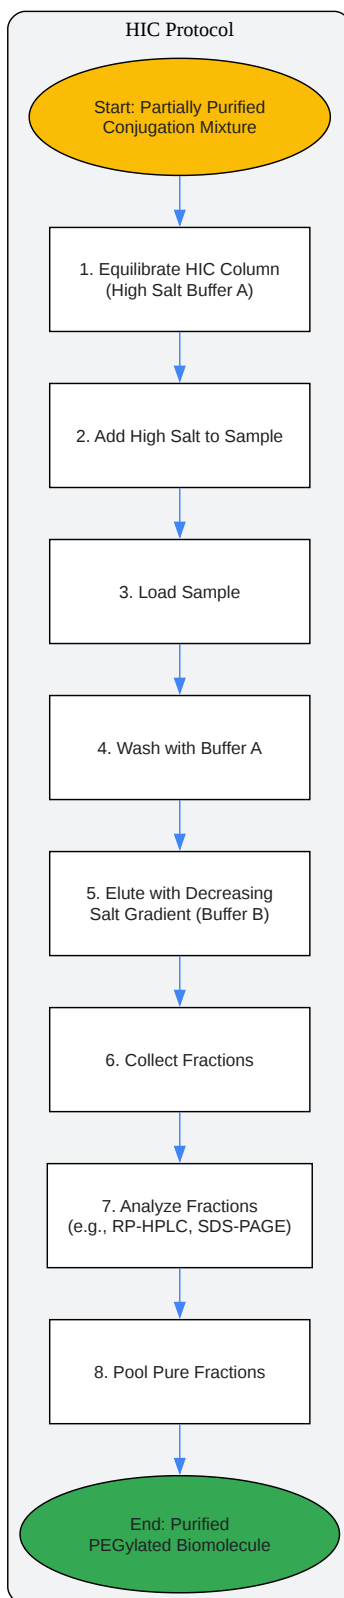 HIC Protocol
Start: Partially Purified
Conjugation Mixture
1. Equilibrate HIC Column
(High Salt Buffer A)
2. Add High Salt to Sample
3. Load Sample
4. Wash with Buffer A
5. Elute with Decreasing
Salt Gradient (Buffer B)
6. Collect Fractions
7. Analyze Fractions
(e.g., RP-HPLC, SDS-PAGE)
8. Pool Pure Fractions
End: Purified
PEGylated Biomolecule